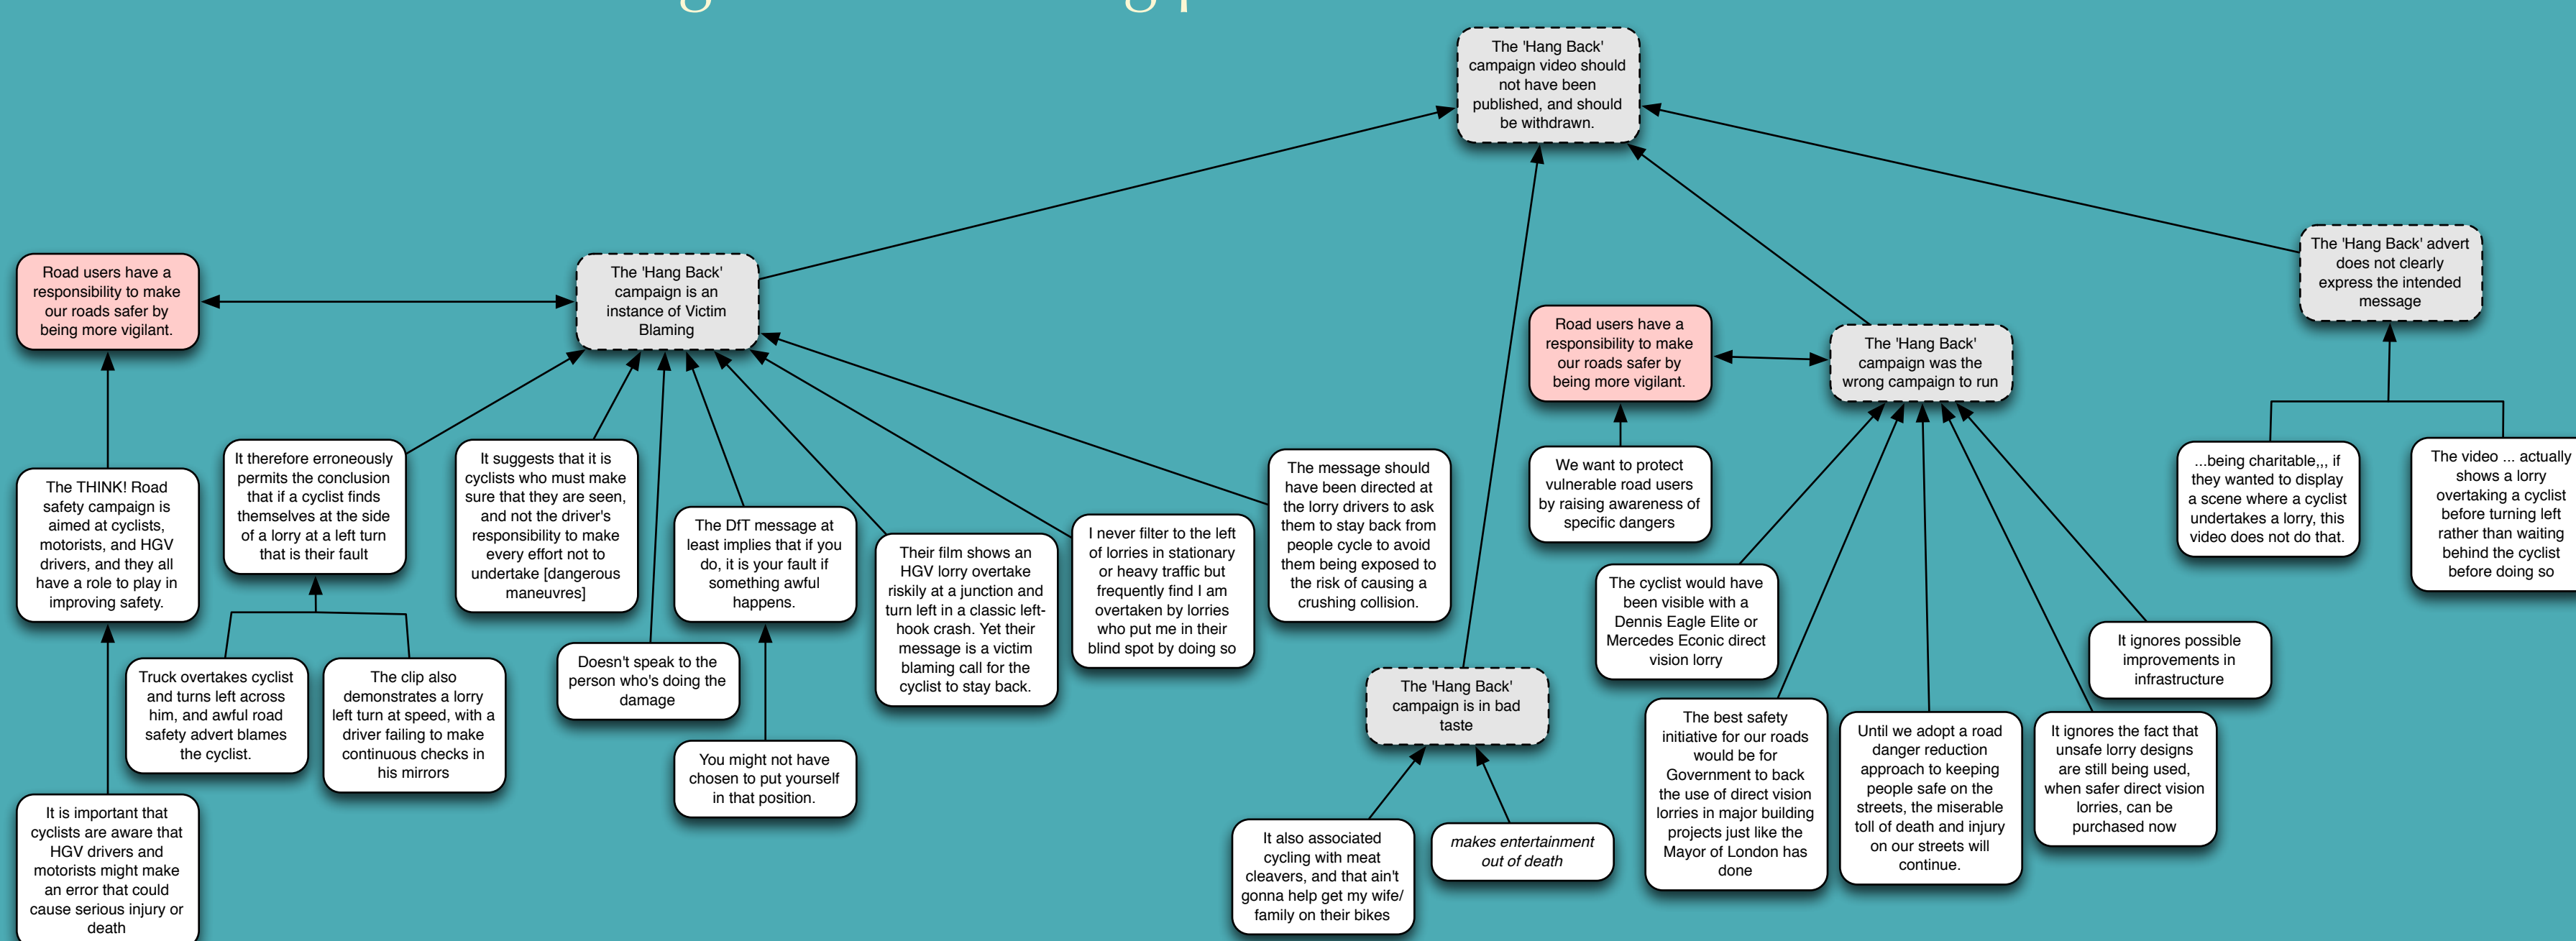 The 'Hang Back'
campaign video should
not have been
published, and should
be withdrawn.
Road users have a
responsibility to make
our roads safer by
being more vigilant.
The 'Hang Back'
campaign is an
instance of Victim
Blaming
Road users have a
responsibility to make
our roads safer by
being more vigilant.
The 'Hang Back'
campaign was the
wrong campaign to run
The 'Hang Back' advert
does not clearly
express the intended
message
The THINK! Road
safety campaign is
aimed at cyclists,
motorists, and HGV
drivers, and they all
have a role to play in
improving safety.
It therefore erroneously
permits the conclusion
that if a cyclist finds
themselves at the side
of a lorry at a left turn
that is their fault
It suggests that it is
cyclists who must make
sure that they are seen,
and not the driver's
responsibility to make
every effort not to
undertake [dangerous
maneuvres]
The DfT message at
least implies that if you
do, it is your fault if
something awful
happens.
Their film shows an
HGV lorry overtake
riskily at a junction and
turn left in a classic left-
hook crash. Yet their
message is a victim
blaming call for the
cyclist to stay back.
I never filter to the left
of lorries in stationary
or heavy traffic but
frequently find I am
overtaken by lorries
who put me in their
blind spot by doing so
The message should
have been directed at
the lorry drivers to ask
them to stay back from
people cycle to avoid
them being exposed to
the risk of causing a
crushing collision.
We want to protect
vulnerable road users
by raising awareness of
specific dangers
The cyclist would have
been visible with a
Dennis Eagle Elite or
Mercedes Econic direct
vision lorry
...being charitable,,, if
they wanted to display
a scene where a cyclist
undertakes a lorry, this
video does not do that.
The video ... actually
shows a lorry
overtaking a cyclist
before turning left
rather than waiting
behind the cyclist
before doing so
Truck overtakes cyclist
and turns left across
him, and awful road
safety advert blames
the cyclist.
The clip also
demonstrates a lorry
left turn at speed, with a
driver failing to make
continuous checks in
his mirrors
Doesn't speak to the
person who's doing the
damage
You might not have
chosen to put yourself
in that position.
The 'Hang Back'
campaign is in bad
taste
It ignores possible
improvements in
infrastructure
The best safety
initiative for our roads
would be for
Government to back
the use of direct vision
lorries in major building
projects just like the
Mayor of London has
done
Until we adopt a road
danger reduction
approach to keeping
people safe on the
streets, the miserable
toll of death and injury
on our streets will
continue.
It ignores the fact that
unsafe lorry designs
are still being used,
when safer direct vision
lorries, can be
purchased now
It is important that
cyclists are aware that
HGV drivers and
motorists might make
an error that could
cause serious injury or
death
It also associated
cycling with meat
cleavers, and that ain't
gonna help get my wife/
family on their bikes
makes entertainment
out of death